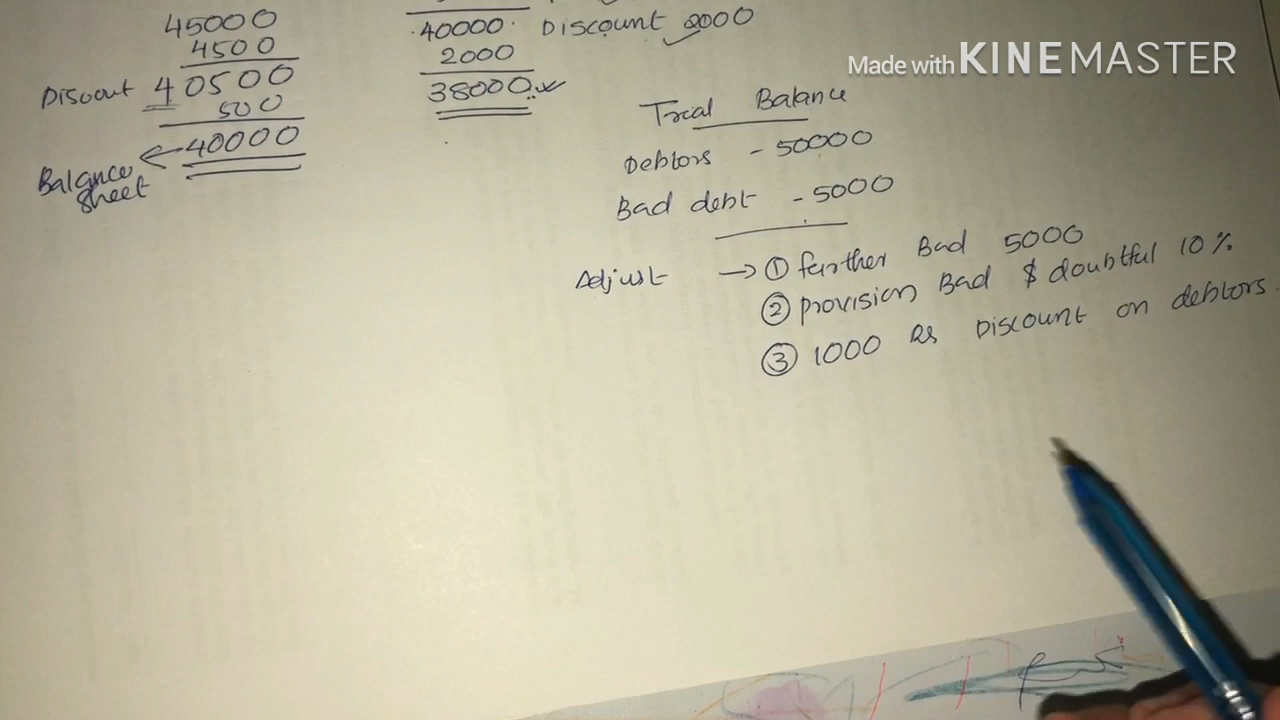 45000
4500
Discout 40500
500
40000
Balance
sheet
40000 Discount 2000
2000
38000
Made with KINEMASTER
Trial Balance
Debtors - 50000
Bad debt - 5000
Adjust → ① further Bad 5000
② provision Bad & doubtful 10%
③ 1000 Rs Discount on debtors.